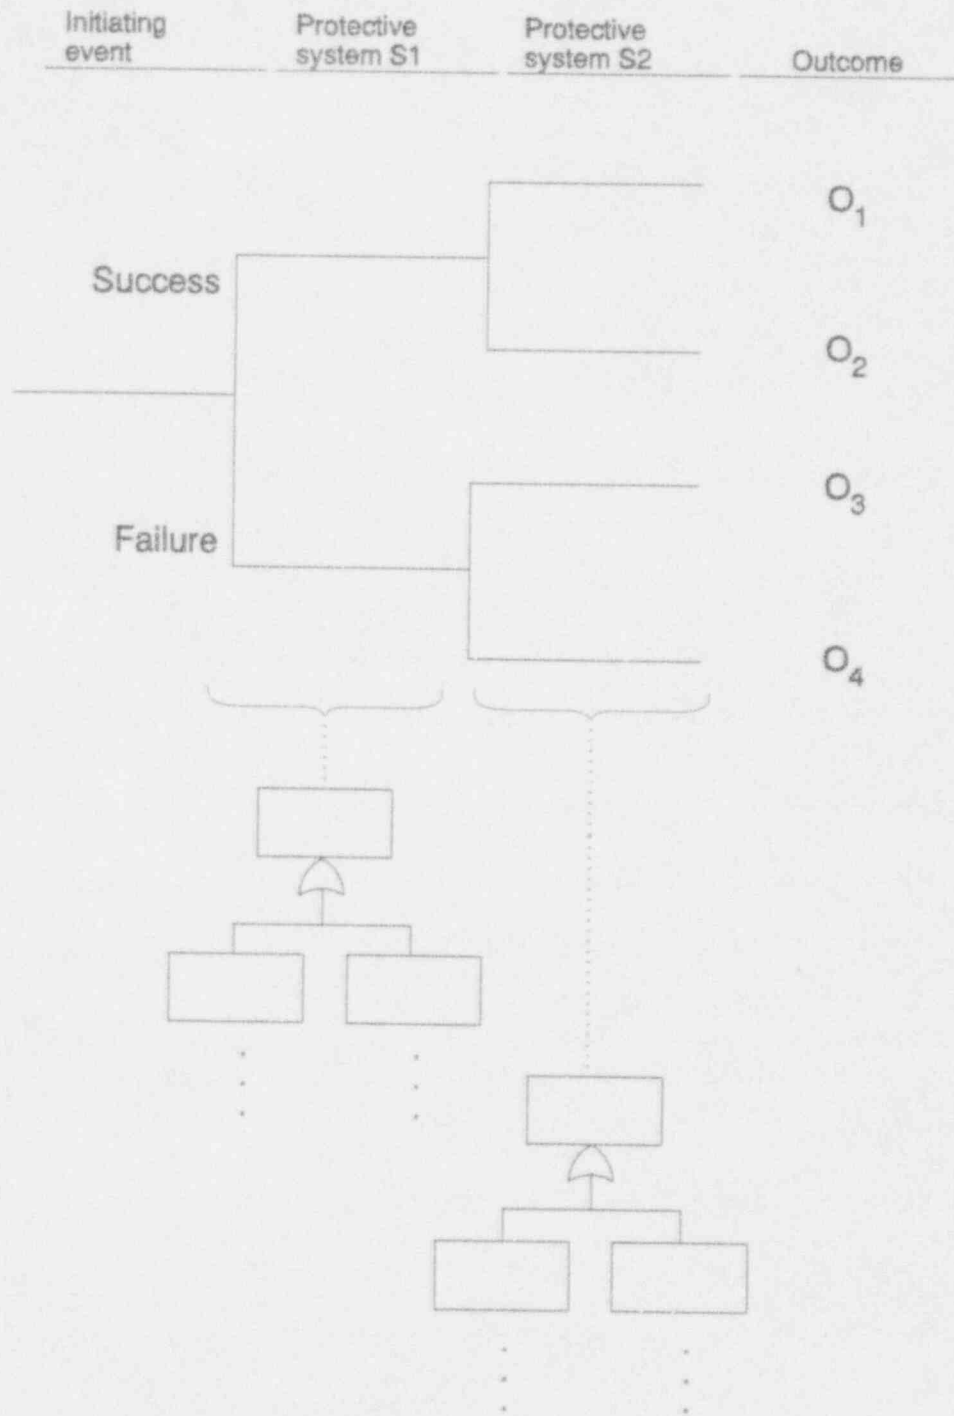 Initiating
event
Protective
system S1
Protective
system S2
Outcome
O1
Success
O2
O3
Failure
O4